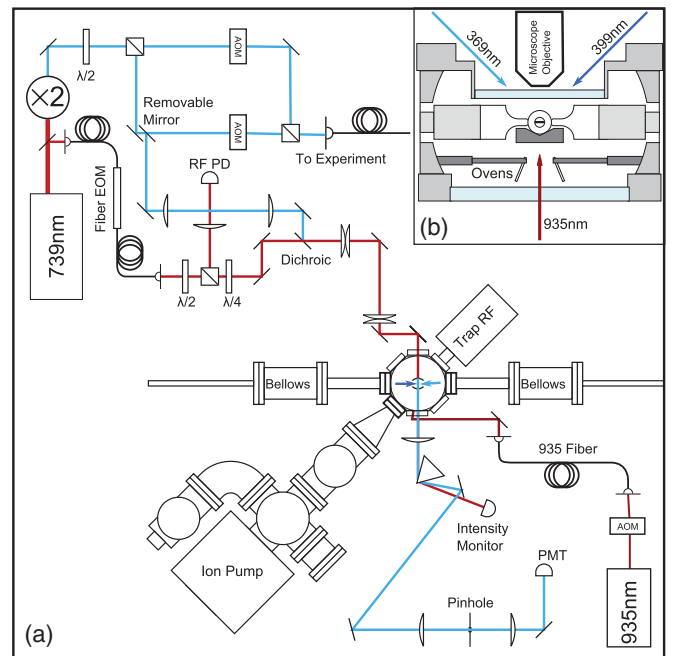 λ/2
AOM
×2
Removable
Mirror
AOM
RF PD
To Experiment
Fiber EOM
739nm
Dichroic
λ/2
λ/4
Trap RF
Bellows
Bellows
935 Fiber
Intensity
Monitor
AOM
PMT
Ion Pump
Pinhole
935nm
(a)
369nm
Microscope
Objective
399nm
Ovens
935nm
(b)